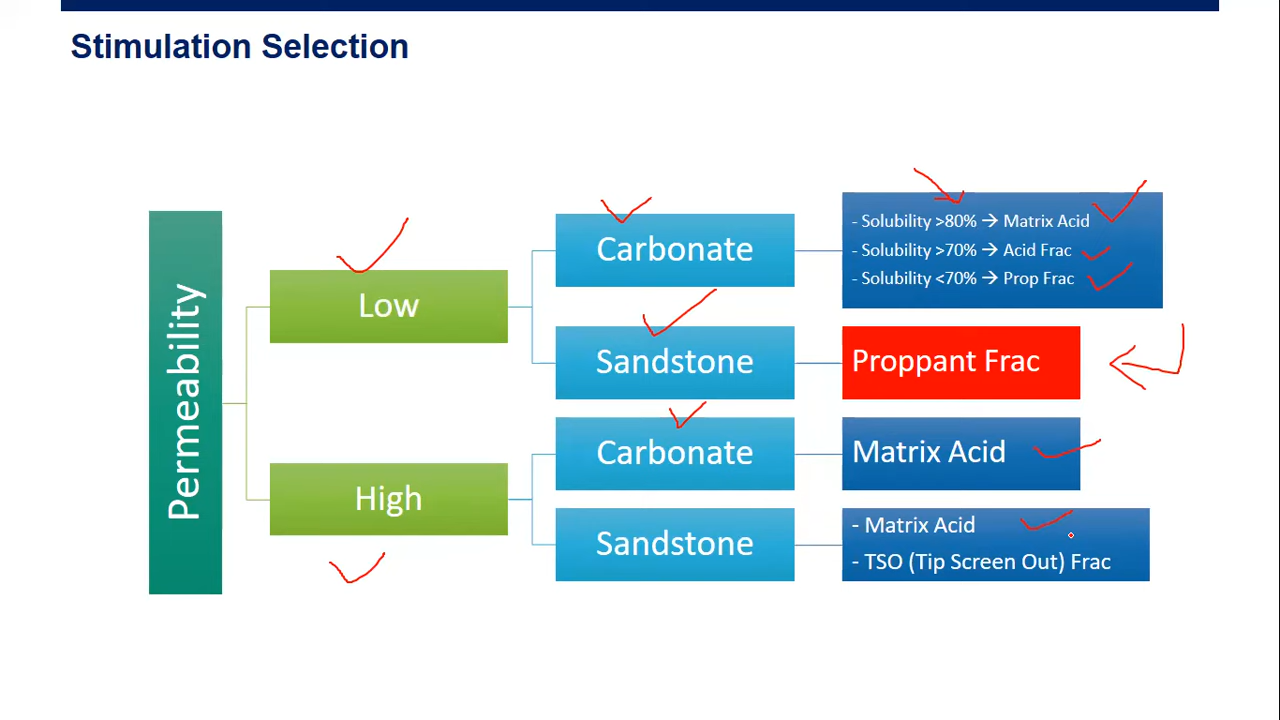 Stimulation Selection
Permeability
Low
High
Carbonate
Sandstone
Carbonate
Sandstone
- Solubility >80% → Matrix Acid
- Solubility >70% → Acid Frac
- Solubility <70% → Prop Frac
Proppant Frac
Matrix Acid
- Matrix Acid
- TSO (Tip Screen Out) Frac